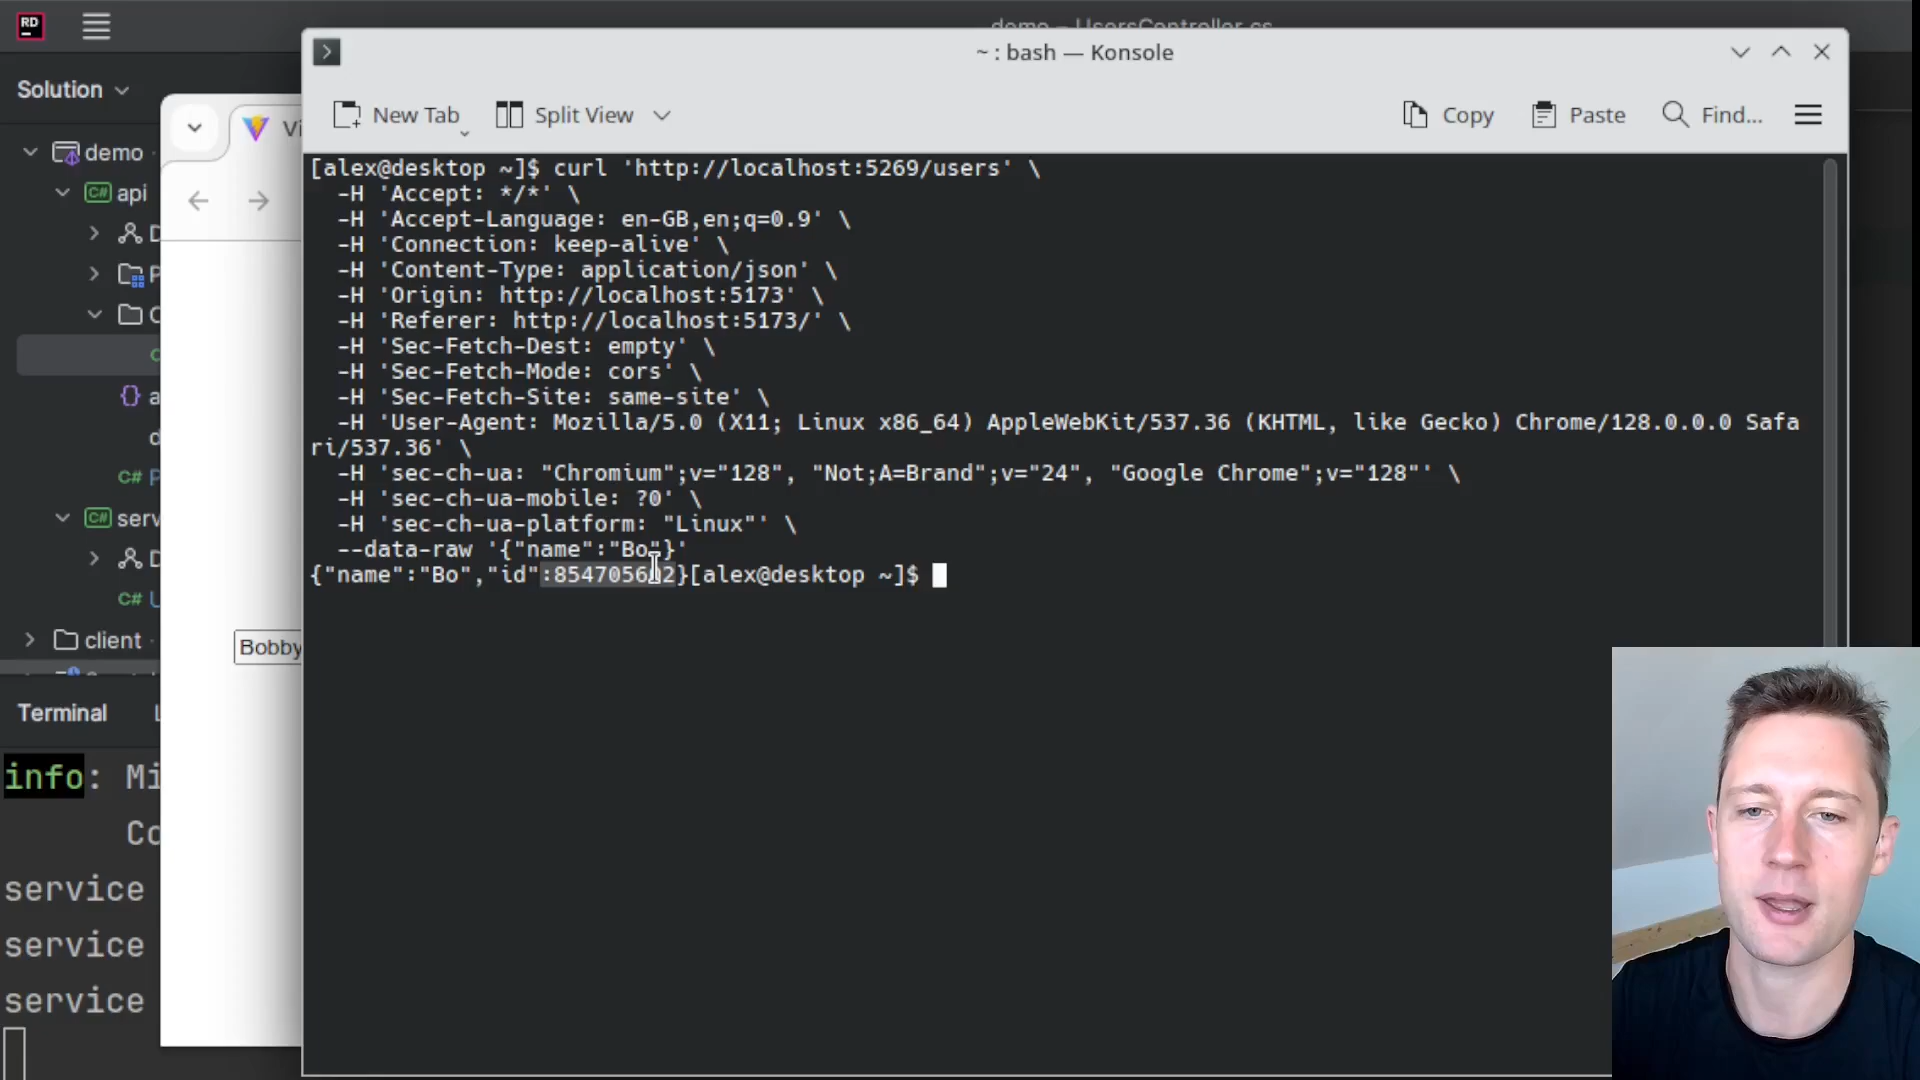 RD
demo – UsersController.cs
~ : bash — Konsole
Solution
New Tab
Split View
Copy
Paste
Find...
demo
api
serv
client
Bobby
[alex@desktop ~]$ curl 'http://localhost:5269/users' \
-H 'Accept: */*' \
-H 'Accept-Language: en-GB,en;q=0.9' \
-H 'Connection: keep-alive' \
-H 'Content-Type: application/json' \
-H 'Origin: http://localhost:5173' \
-H 'Referer: http://localhost:5173/' \
-H 'Sec-Fetch-Dest: empty' \
-H 'Sec-Fetch-Mode: cors' \
-H 'Sec-Fetch-Site: same-site' \
-H 'User-Agent: Mozilla/5.0 (X11; Linux x86_64) AppleWebKit/537.36 (KHTML, like Gecko) Chrome/128.0.0.0 Safa
ri/537.36' \
-H 'sec-ch-ua: "Chromium";v="128", "Not;A=Brand";v="24", "Google Chrome";v="128"' \
-H 'sec-ch-ua-mobile: ?0' \
-H 'sec-ch-ua-platform: "Linux"' \
--data-raw '{"name":"Bo"}'
{"name":"Bo","id" [alex@desktop ~]$
Terminal
info: Mi
Co
service
service
service